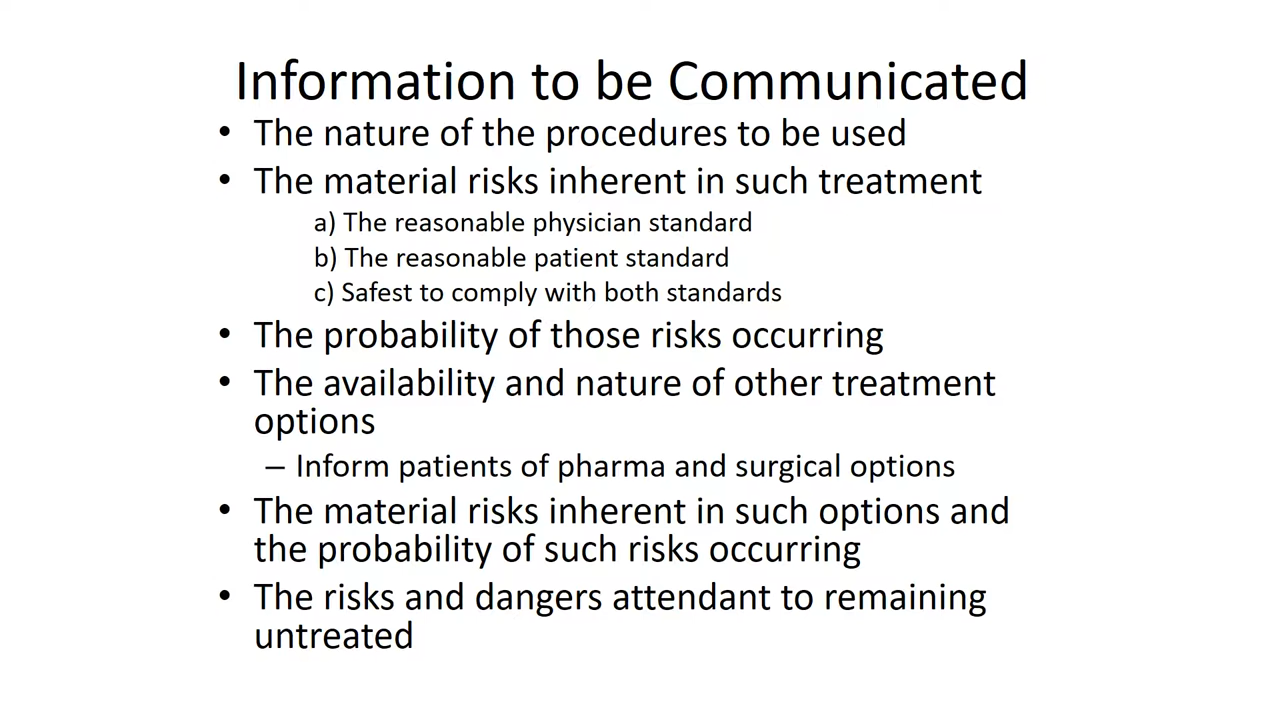 Information to be Communicated
• The nature of the procedures to be used
• The material risks inherent in such treatment
a) The reasonable physician standard
b) The reasonable patient standard
c) Safest to comply with both standards
• The probability of those risks occurring
• The availability and nature of other treatment
options
– Inform patients of pharma and surgical options
• The material risks inherent in such options and
the probability of such risks occurring
• The risks and dangers attendant to remaining
untreated